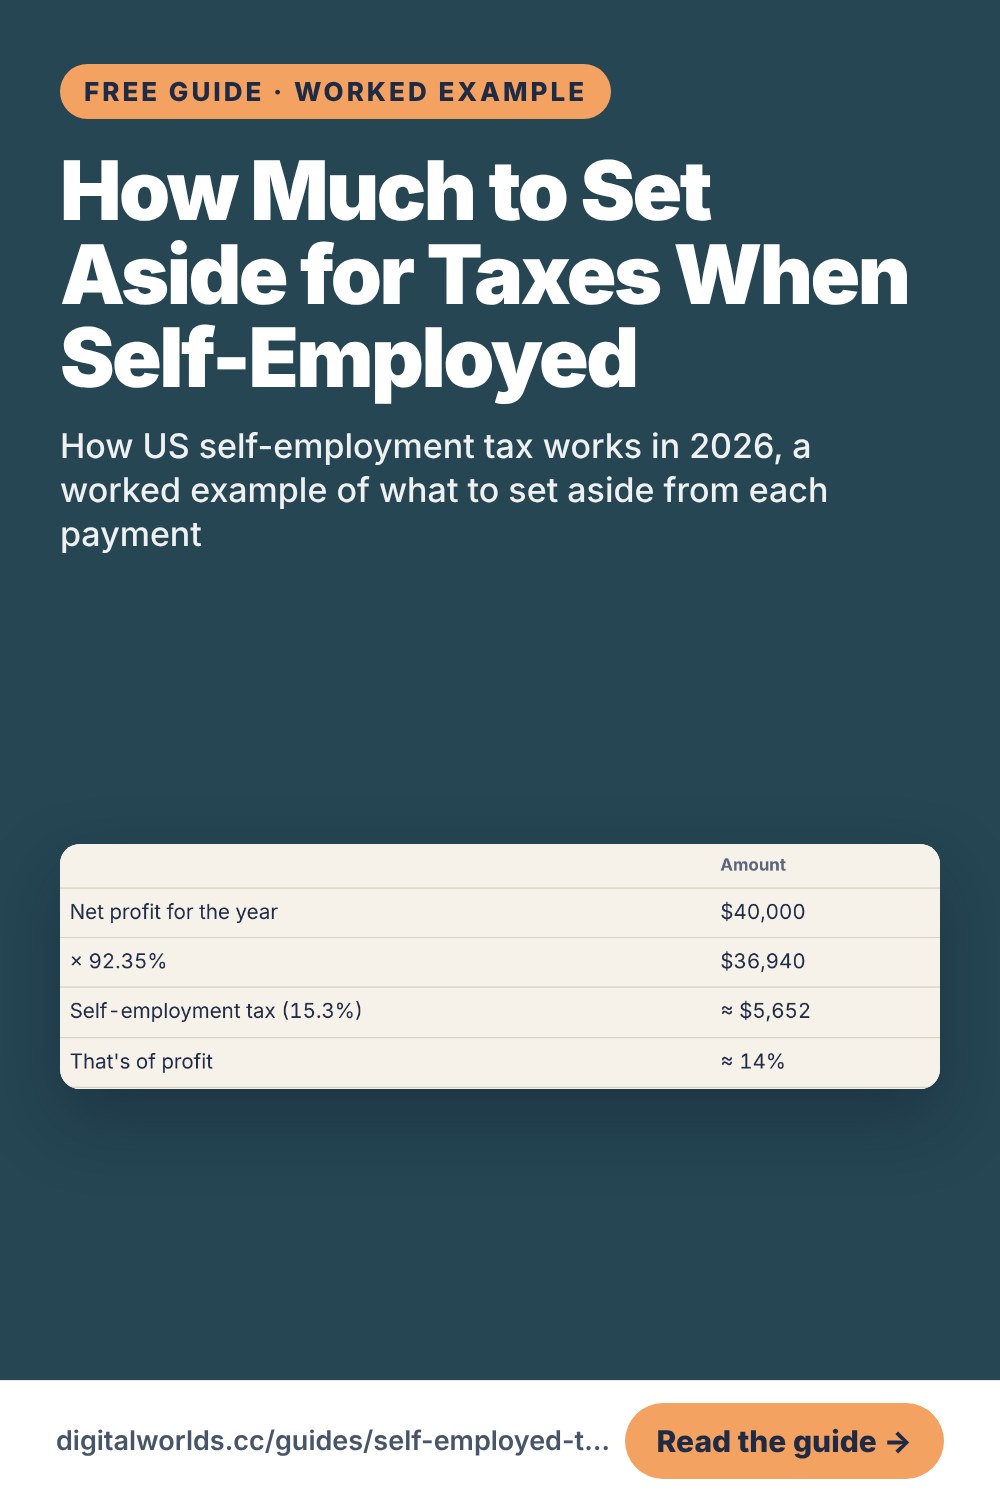 FREE GUIDE · WORKED EXAMPLE
How Much to Set
Aside for Taxes When
Self-Employed
How US self-employment tax works in 2026, a
worked example of what to set aside from each
payment
Amount
Net profit for the year $40,000
× 92.35% $36,940
Self-employment tax (15.3%) ≈ $5,652
That's of profit ≈ 14%
digitalworlds.cc/guides/self-employed-t... Read the guide →